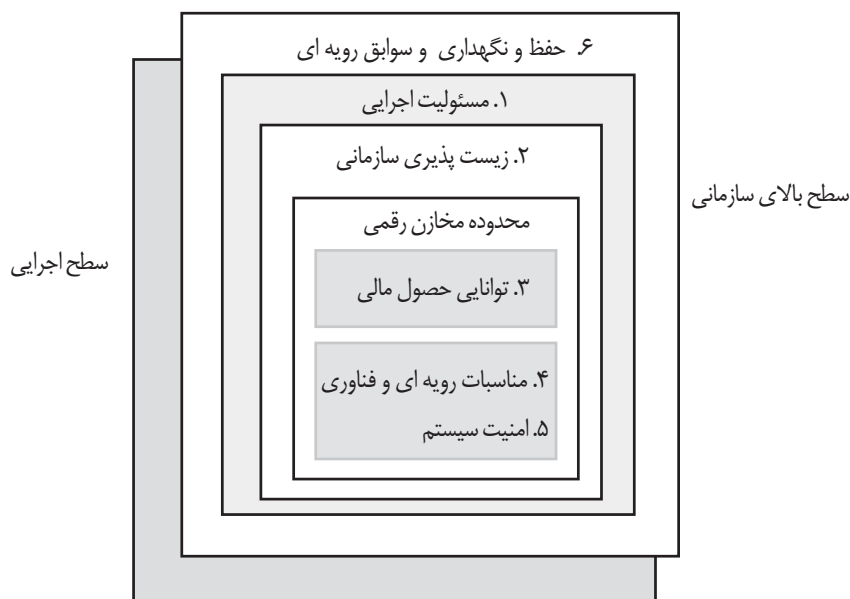 ۶. حفظ و نگهداری و سوابق رویه ای
۱. مسئولیت اجرایی
۲. زیست پذیری سازمانی
سطح بالای سازمانی
محدوده مخازن رقمی
سطح اجرایی
۳. توانایی حصول مالی
۴. مناسبات رویه ای و فناوری
۵. امنیت سیستم